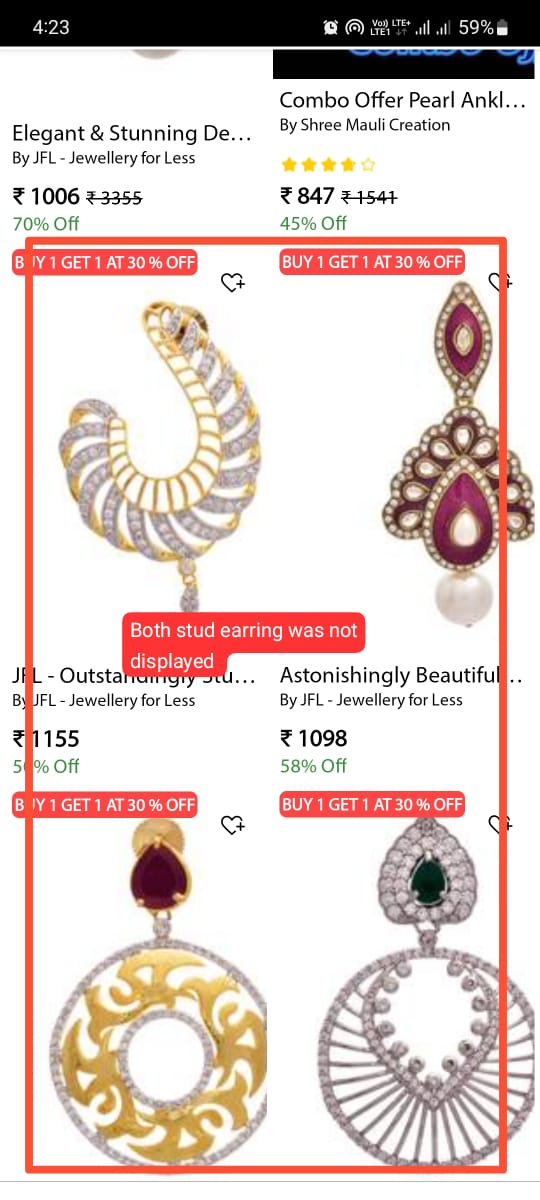 4:23
Vo)) LTE+
LTE1 59%
Elegant & Stunning De...
By JFL - Jewellery for Less
₹ 1006 ₹ 3355
70% Off
Combo Offer Pearl Ankl...
By Shree Mauli Creation
₹ 847 ₹ 1541
45% Off
BUY 1 GET 1 AT 30 % OFF
BUY 1 GET 1 AT 30 % OFF
Both stud earring was not
displayed
JFL - Outstandingly Stu...
By JFL - Jewellery for Less
₹ 1155
50% Off
Astonishingly Beautiful...
By JFL - Jewellery for Less
₹ 1098
58% Off
BUY 1 GET 1 AT 30 % OFF
BUY 1 GET 1 AT 30 % OFF